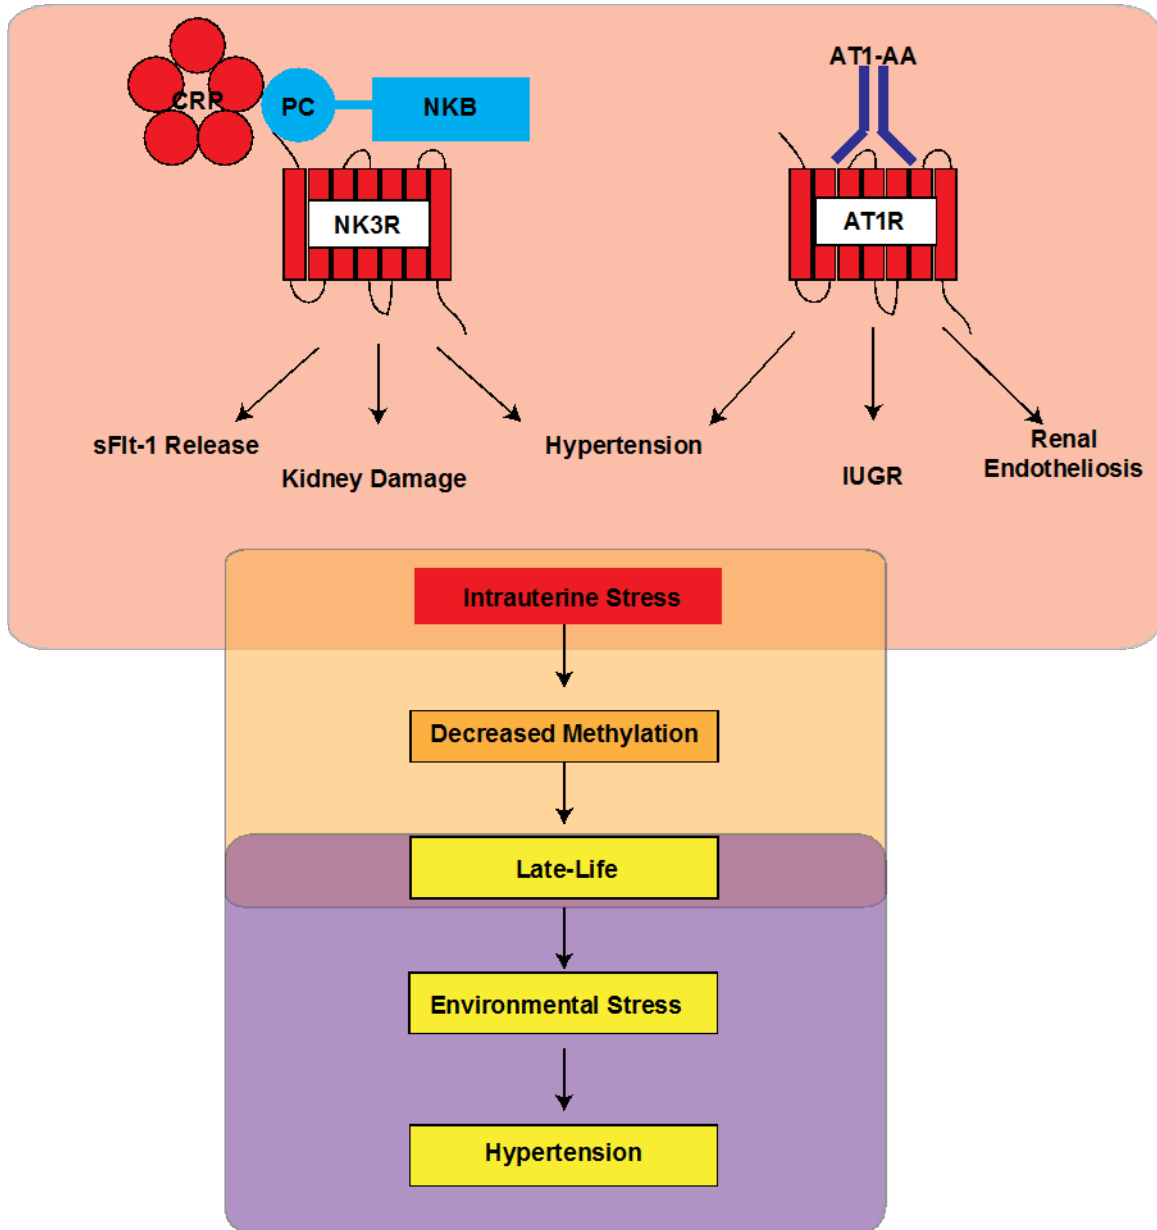 AT1-AA
CRP
PC
NKB
NK3R
AT1R
sFlt-1 Release
Kidney Damage
Hypertension
IUGR
Renal
Endotheliosis
Intrauterine Stress
Decreased Methylation
Late-Life
Environmental Stress
Hypertension